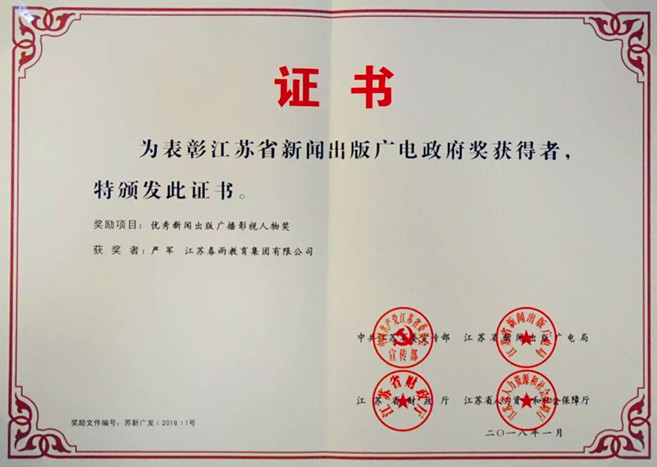 证书
为表彰江苏省新闻出版广电政府奖获得者，
特颁发此证书。
奖励项目：优秀新闻出版广播影视人物奖
获奖者：严军 江苏春雨教育集团有限公司
中共江苏省委宣传部 江苏省新闻出版广电局
江苏省财政厅 江苏省人力资源和社会保障厅
奖励文件编号：苏新广发〔2018〕1号
二〇一八年一月